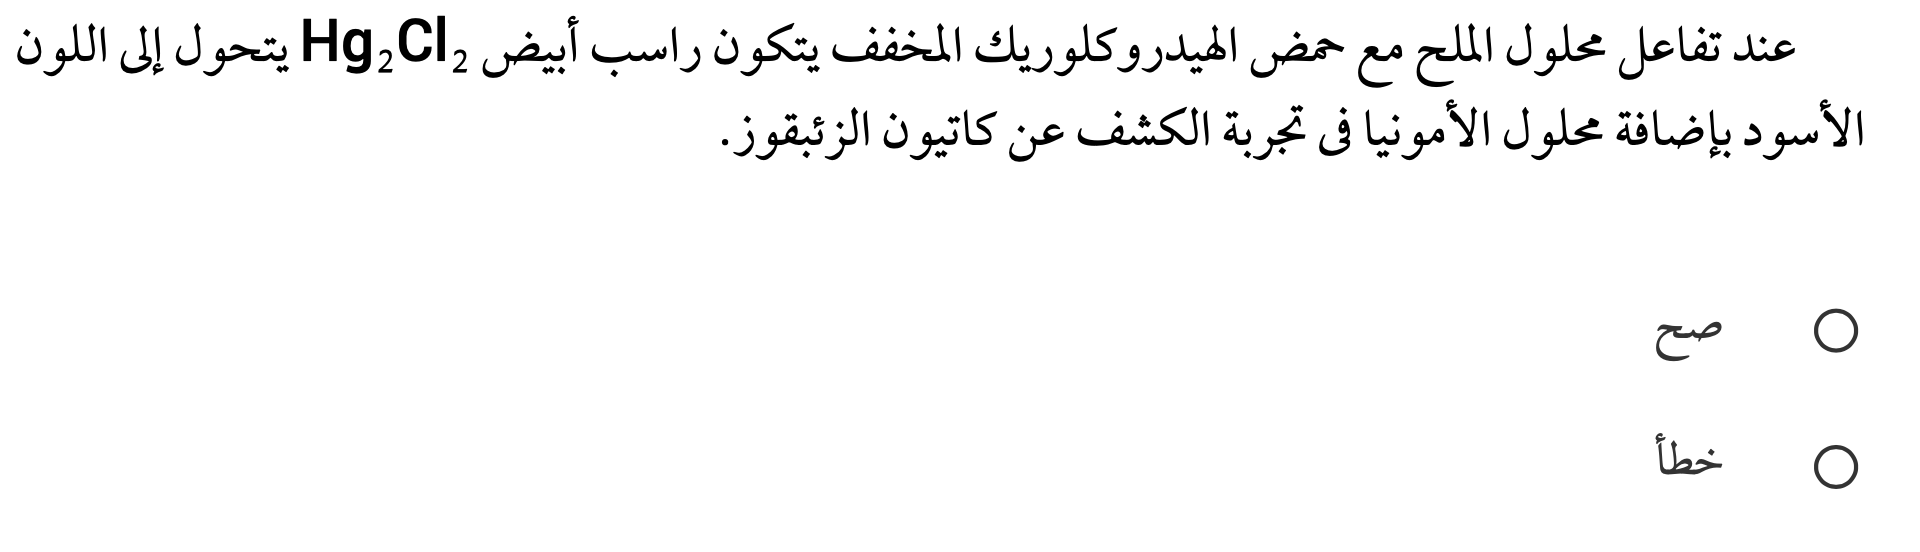 عند تفاعل محلول الملح مع حمض الهيدروكلوريك المخفف يتكون راسب أبيض Hg₂Cl₂ يتحول إلى اللون
الأسود بإضافة محلول الأمونيا فى تجربة الكشف عن كاتيون الزئبقوز.
صح
خطأ